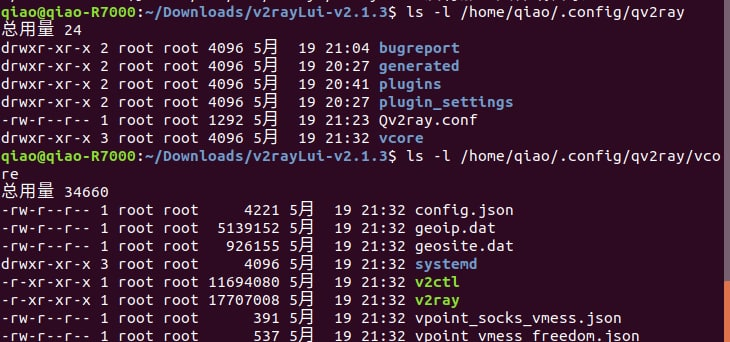 qiao@qiao-R7000:~/Downloads/v2rayLui-v2.1.3$ ls -l /home/qiao/.config/qv2ray
总用量 24
drwxr-xr-x 2 root root 4096 5月  19 21:04 bugreport
drwxr-xr-x 2 root root 4096 5月  19 20:27 generated
drwxr-xr-x 2 root root 4096 5月  19 20:41 plugins
drwxr-xr-x 2 root root 4096 5月  19 20:27 plugin_settings
-rw-r--r-- 1 root root 1292 5月  19 21:23 Qv2ray.conf
drwxr-xr-x 3 root root 4096 5月  19 21:32 vcore
qiao@qiao-R7000:~/Downloads/v2rayLui-v2.1.3$ ls -l /home/qiao/.config/qv2ray/vco
re
总用量 34660
-rw-r--r-- 1 root root     4221 5月  19 21:32 config.json
-rw-r--r-- 1 root root  5139152 5月  19 21:32 geoip.dat
-rw-r--r-- 1 root root   926155 5月  19 21:32 geosite.dat
drwxr-xr-x 3 root root     4096 5月  19 21:32 systemd
-r-xr-xr-x 1 root root 11694080 5月  19 21:32 v2ctl
-r-xr-xr-x 1 root root 17707008 5月  19 21:32 v2ray
-rw-r--r-- 1 root root      391 5月  19 21:32 vpoint_socks_vmess.json
-rw-r--r-- 1 root root      537 5月  19 21:32 vpoint_vmess_freedom.json